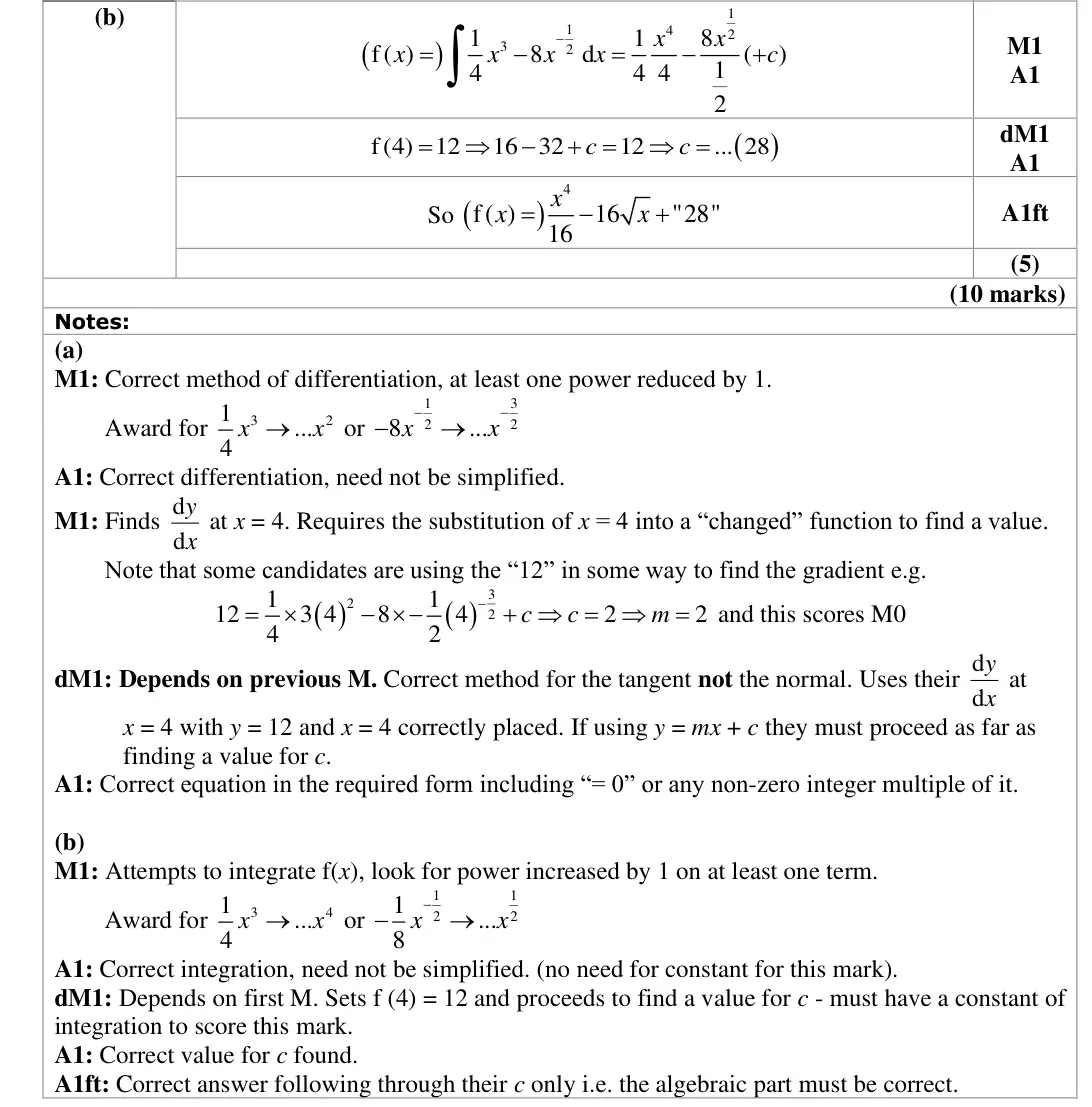 (b)
(f(x) =) ∫ 1/4 x³ − 8x^(−1/2) dx = 1/4 x⁴/4 − 8x^(1/2)/(1/2) (+c)
M1
A1
f(4) = 12 ⇒ 16 − 32 + c = 12 ⇒ c = ...(28)
dM1
A1
So (f(x) =) x⁴/16 − 16√x + "28"
A1ft
(5)
(10 marks)
Notes:
(a)
M1: Correct method of differentiation, at least one power reduced by 1.
Award for 1/4 x³ → ...x² or −8x^(−1/2) → ...x^(−3/2)
A1: Correct differentiation, need not be simplified.
M1: Finds dy/dx at x = 4. Requires the substitution of x = 4 into a “changed” function to find a value.
Note that some candidates are using the “12” in some way to find the gradient e.g.
12 = 1/4 × 3(4)² − 8 × −1/2 (4)^(−3/2) + c ⇒ c = 2 ⇒ m = 2 and this scores M0
dM1: Depends on previous M. Correct method for the tangent not the normal. Uses their dy/dx at
x = 4 with y = 12 and x = 4 correctly placed. If using y = mx + c they must proceed as far as
finding a value for c.
A1: Correct equation in the required form including “= 0” or any non-zero integer multiple of it.
(b)
M1: Attempts to integrate f(x), look for power increased by 1 on at least one term.
Award for 1/4 x³ → ...x⁴ or −1/8 x^(−1/2) → ...x^(1/2)
A1: Correct integration, need not be simplified. (no need for constant for this mark).
dM1: Depends on first M. Sets f (4) = 12 and proceeds to find a value for c - must have a constant of
integration to score this mark.
A1: Correct value for c found.
A1ft: Correct answer following through their c only i.e. the algebraic part must be correct.